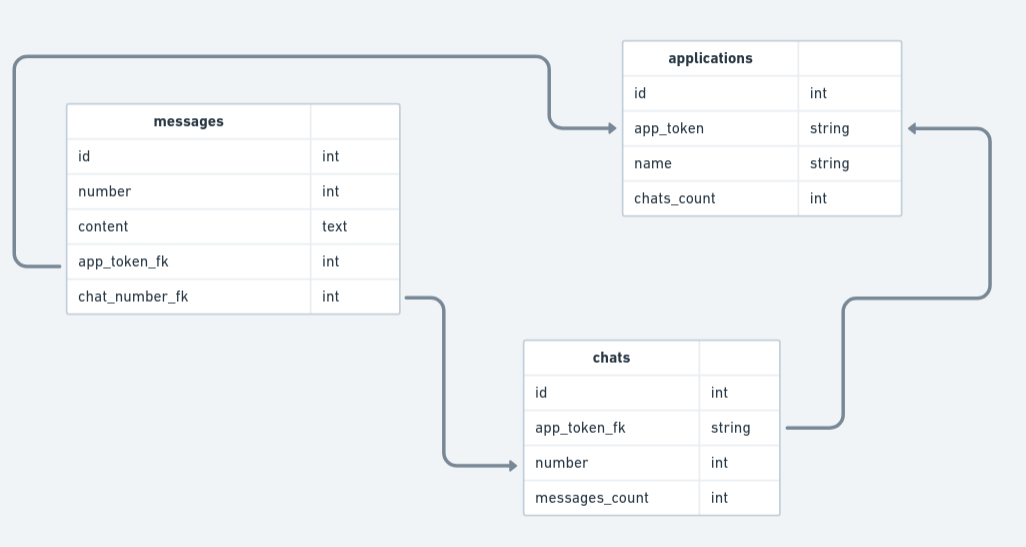 applications
id int
app_token string
name string
chats_count int
messages
id int
number int
content text
app_token_fk int
chat_number_fk int
chats
id int
app_token_fk string
number int
messages_count int